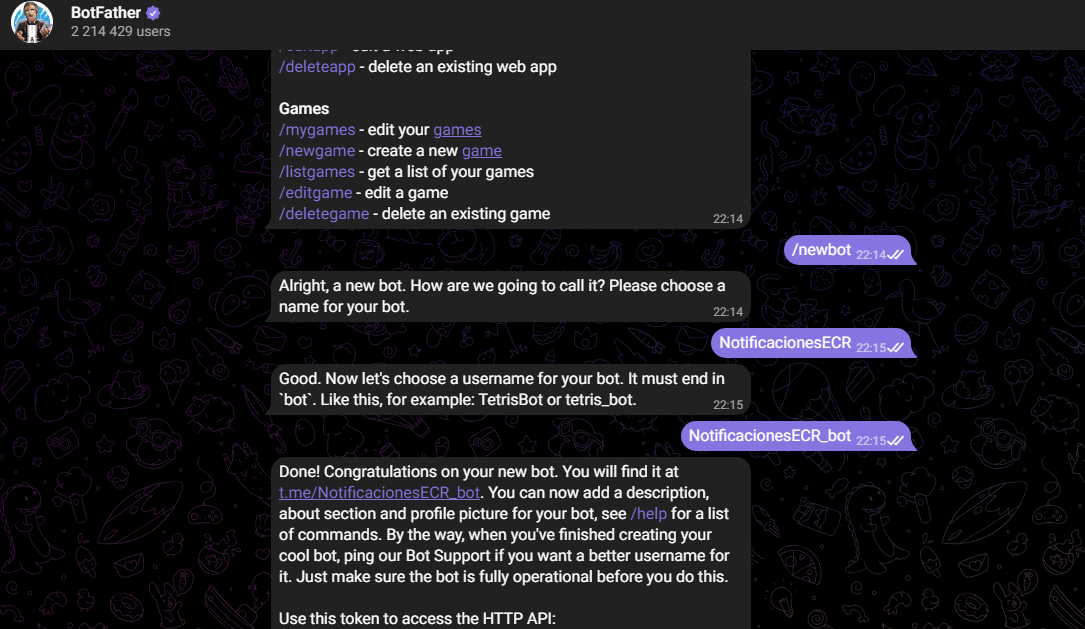 BotFather
2 214 429 users
/editapp - edit a web app
/deleteapp - delete an existing web app
Games
/mygames - edit your games
/newgame - create a new game
/listgames - get a list of your games
/editgame - edit a game
/deletegame - delete an existing game
22:14
/newbot 22:14
Alright, a new bot. How are we going to call it? Please choose a
name for your bot.
22:14
NotificacionesECR 22:15
Good. Now let's choose a username for your bot. It must end in
`bot`. Like this, for example: TetrisBot or tetris_bot.
22:15
NotificacionesECR_bot 22:15
Done! Congratulations on your new bot. You will find it at
t.me/NotificacionesECR_bot. You can now add a description,
about section and profile picture for your bot, see /help for a list
of commands. By the way, when you've finished creating your
cool bot, ping our Bot Support if you want a better username for
it. Just make sure the bot is fully operational before you do this.
Use this token to access the HTTP API: